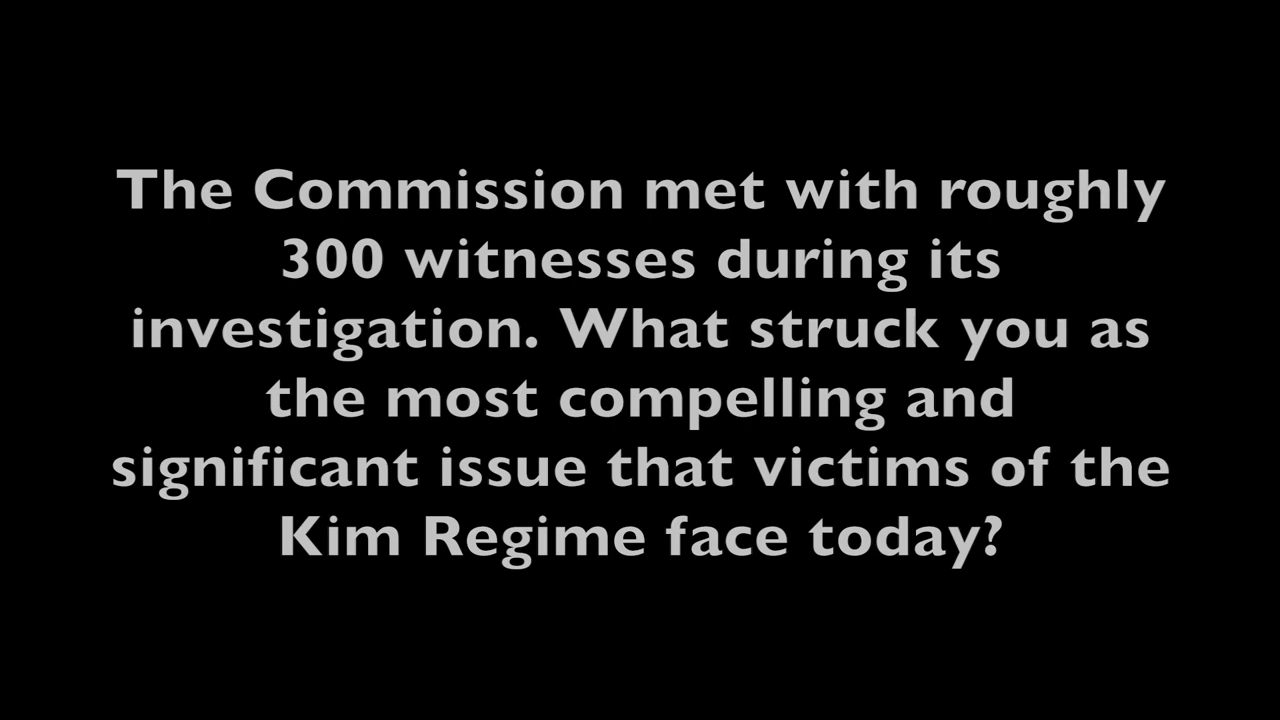 The Commission met with roughly
300 witnesses during its
investigation. What struck you as
the most compelling and
significant issue that victims of the
Kim Regime face today?